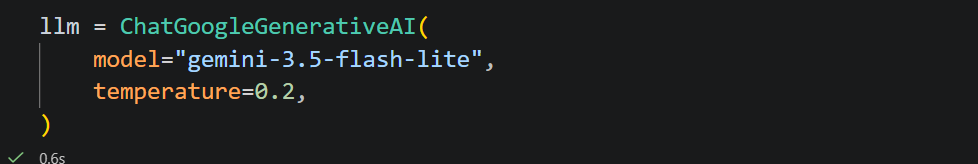 llm = ChatGoogleGenerativeAI(
    model="gemini-3.5-flash-lite",
    temperature=0.2,
)
0.6s